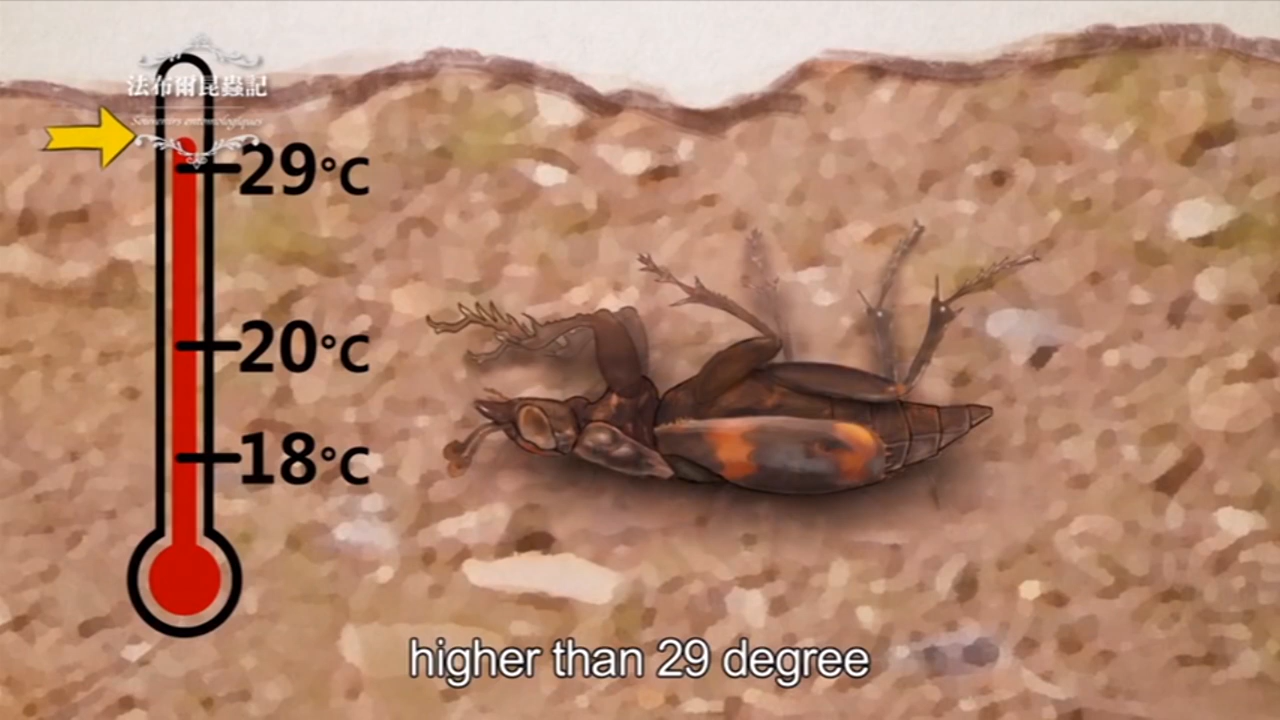 法布爾昆蟲記
Souvenirs entomologiques
29°C
20°C
18°C
higher than 29 degree